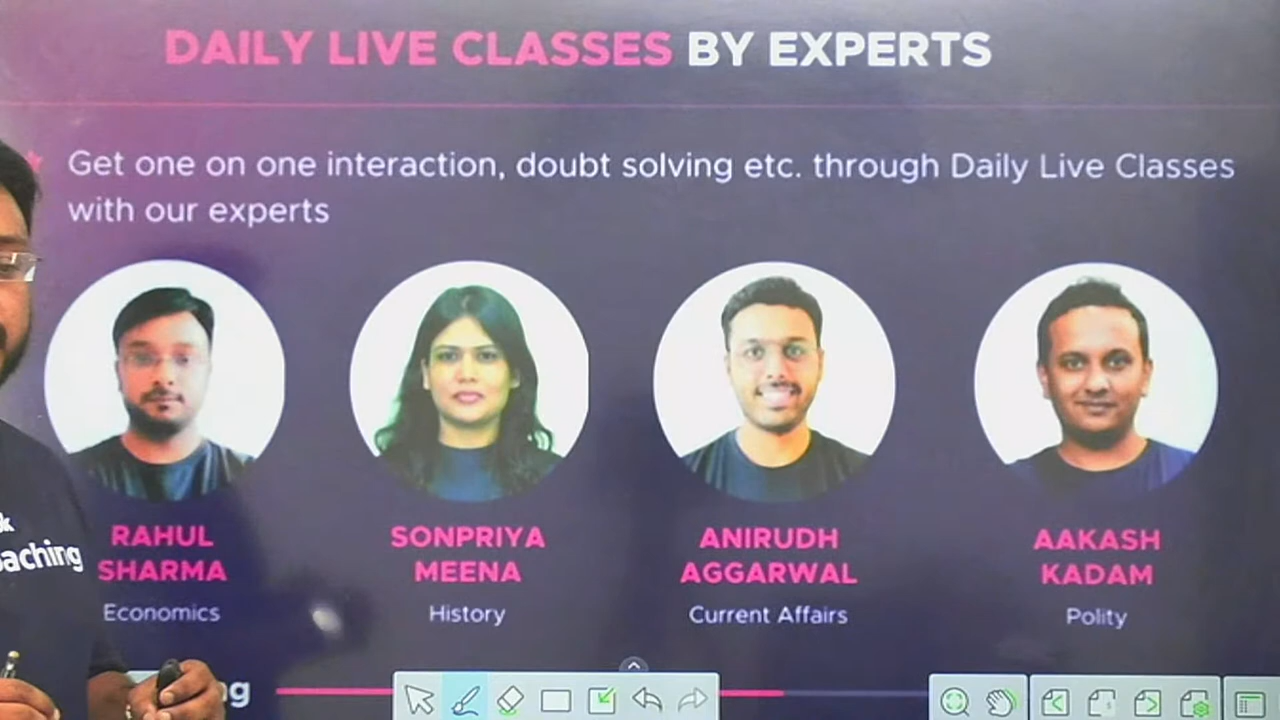 DAILY LIVE CLASSES BY EXPERTS
Get one on one interaction, doubt solving etc. through Daily Live Classes
with our experts
RAHUL
SHARMA
Economics
SONPRIYA
MEENA
History
ANIRUDH
AGGARWAL
Current Affairs
AAKASH
KADAM
Polity